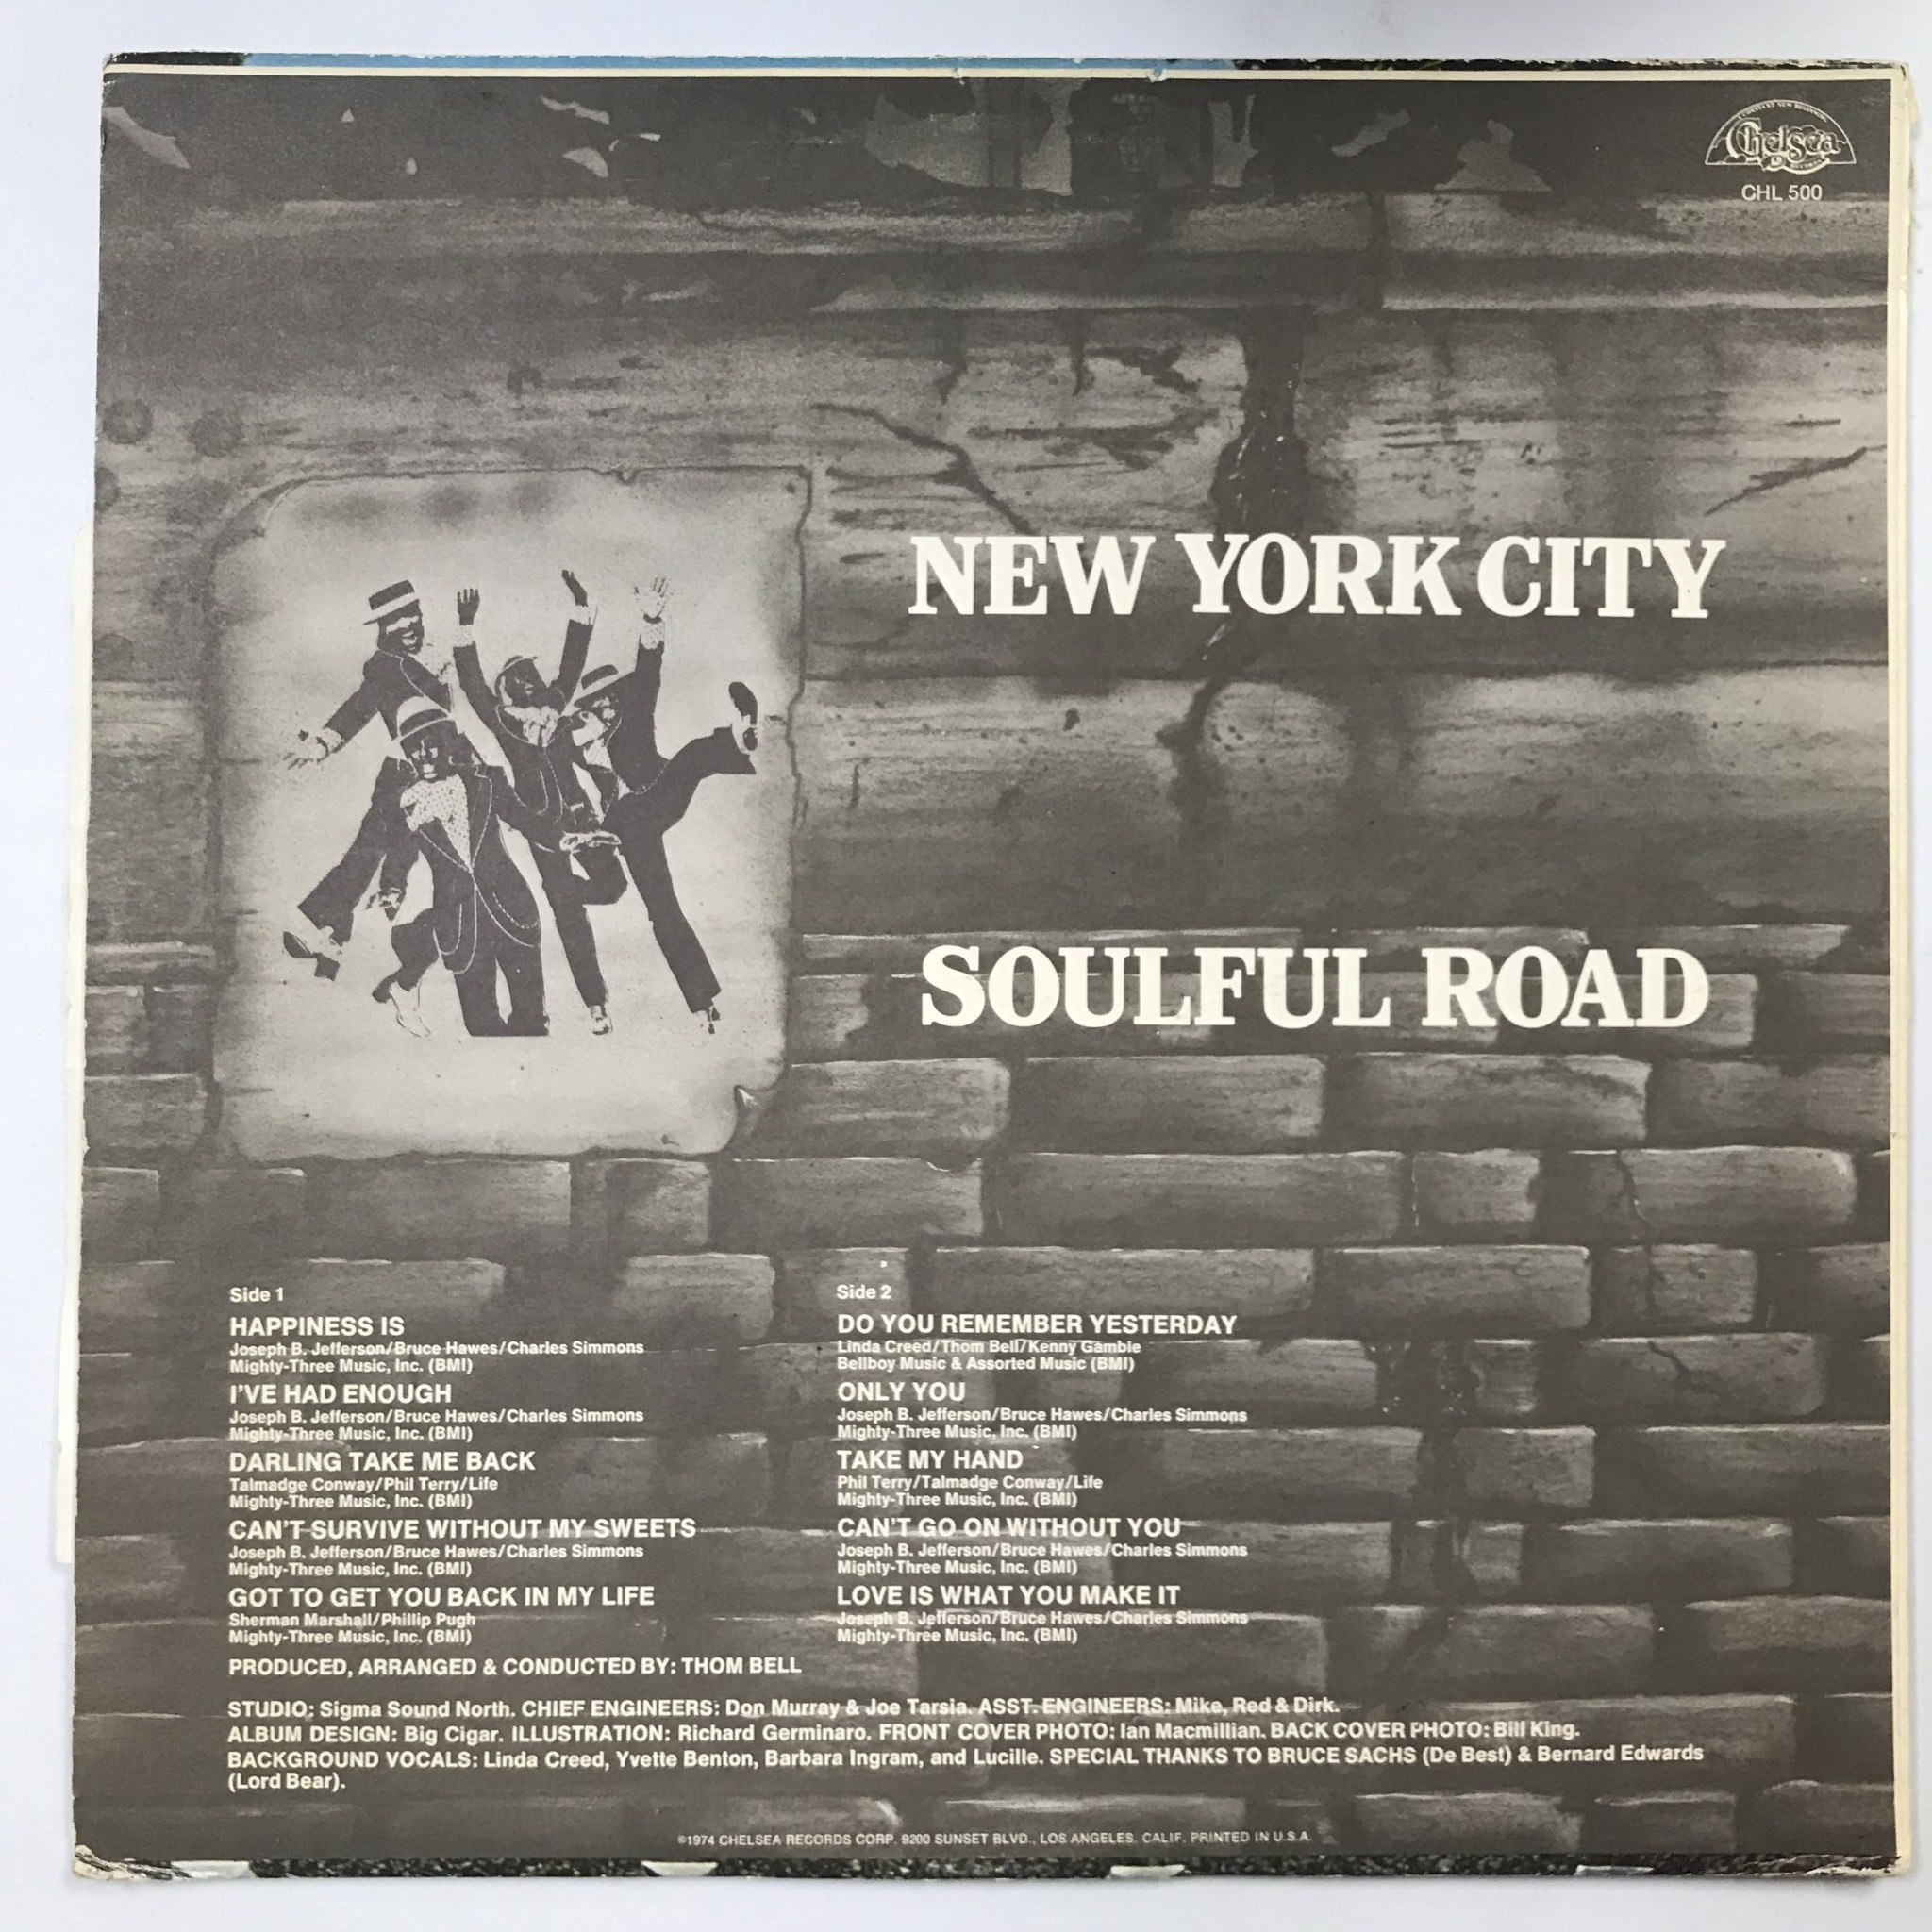 Chelsea
RECORDS
CHL 500
NEW YORK CITY
SOULFUL ROAD
Side 1
HAPPINESS IS
Joseph B. Jefferson/Bruce Hawes/Charles Simmons
Mighty-Three Music, Inc. (BMI)
I'VE HAD ENOUGH
Joseph B. Jefferson/Bruce Hawes/Charles Simmons
Mighty-Three Music, Inc. (BMI)
DARLING TAKE ME BACK
Talmadge Conway/Phil Terry/Life
Mighty-Three Music, Inc. (BMI)
CAN'T SURVIVE WITHOUT MY SWEETS
Joseph B. Jefferson/Bruce Hawes/Charles Simmons
Mighty-Three Music, Inc. (BMI)
GOT TO GET YOU BACK IN MY LIFE
Sherman Marshall/Phillip Pugh
Mighty-Three Music, Inc. (BMI)
Side 2
DO YOU REMEMBER YESTERDAY
Linda Creed/Thom Bell/Kenny Gamble
Bellboy Music & Assorted Music (BMI)
ONLY YOU
Joseph B. Jefferson/Bruce Hawes/Charles Simmons
Mighty-Three Music, Inc. (BMI)
TAKE MY HAND
Phil Terry/Talmadge Conway/Life
Mighty-Three Music, Inc. (BMI)
CAN'T GO ON WITHOUT YOU
Joseph B. Jefferson/Bruce Hawes/Charles Simmons
Mighty-Three Music, Inc. (BMI)
LOVE IS WHAT YOU MAKE IT
Joseph B. Jefferson/Bruce Hawes/Charles Simmons
Mighty-Three Music, Inc. (BMI)
PRODUCED, ARRANGED & CONDUCTED BY: THOM BELL
STUDIO: Sigma Sound North. CHIEF ENGINEERS: Don Murray & Joe Tarsia. ASST. ENGINEERS: Mike, Red & Dirk.
ALBUM DESIGN: Big Cigar. ILLUSTRATION: Richard Germinaro. FRONT COVER PHOTO: Ian Macmillian. BACK COVER PHOTO: Bill King.
BACKGROUND VOCALS: Linda Creed, Yvette Benton, Barbara Ingram, and Lucille. SPECIAL THANKS TO BRUCE SACHS (De Best) & Bernard Edwards
(Lord Bear).
©1974 CHELSEA RECORDS CORP. 9200 SUNSET BLVD., LOS ANGELES, CALIF. PRINTED IN U.S.A.